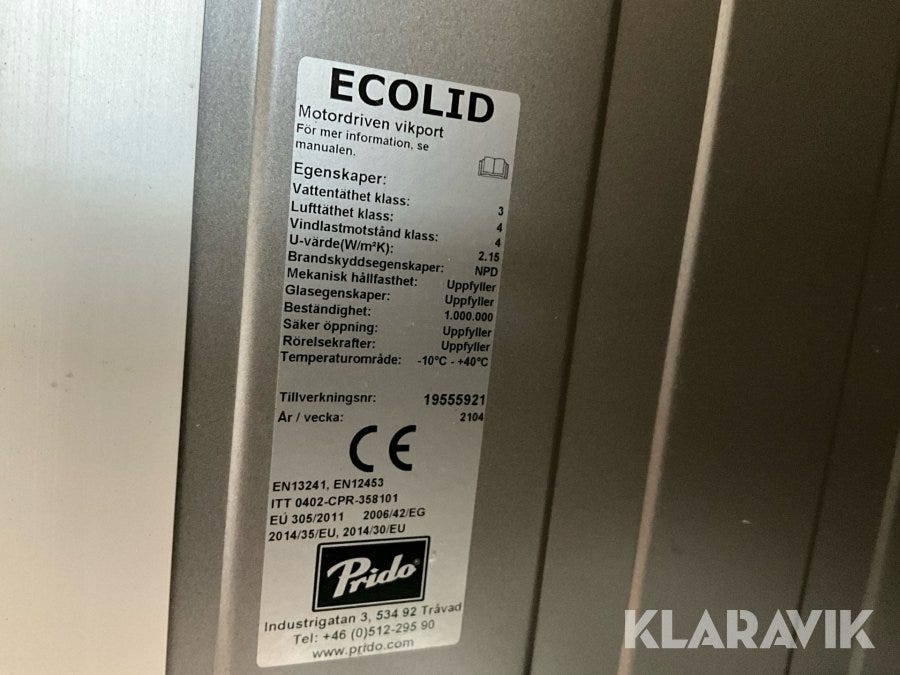 ECOLID
Motordriven vikport
För mer information, se
manualen.
Egenskaper:
Vattentäthet klass: 3
Lufttäthet klass: 4
Vindlastmotstånd klass: 4
U-värde(W/m²K): 2.15
Brandskyddsegenskaper: NPD
Mekanisk hållfasthet: Uppfyller
Glasegenskaper: Uppfyller
Beständighet: 1.000.000
Säker öppning: Uppfyller
Rörelsekrafter: Uppfyller
Temperaturområde: -10°C - +40°C
Tillverkningsnr: 19555921
År / vecka: 2104
CE
EN13241, EN12453
ITT 0402-CPR-358101
EU 305/2011 2006/42/EG
2014/35/EU, 2014/30/EU
Prido
Industrigatan 3, 534 92 Tråvad
Tel: +46 (0)512-295 90
www.prido.com
KLARAVIK